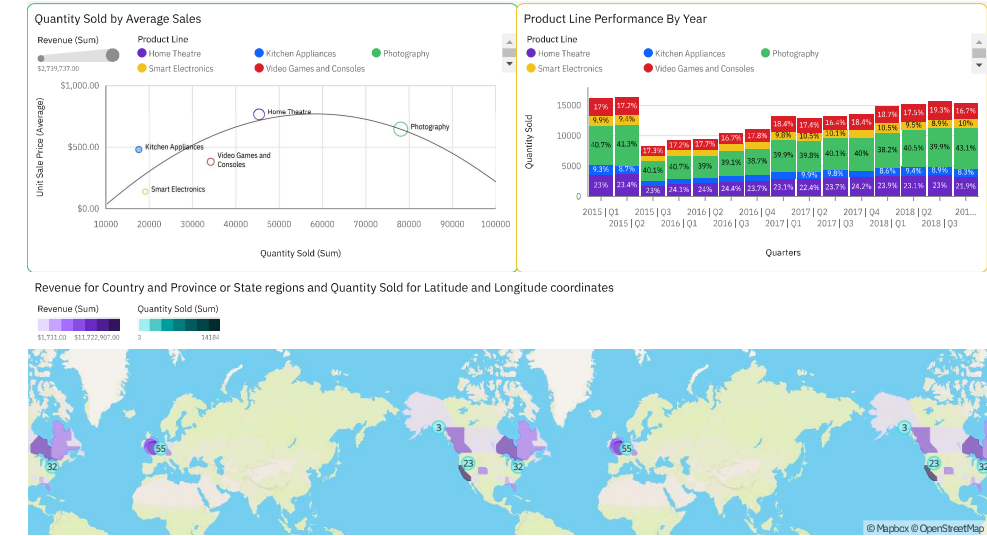 Quantity Sold by Average Sales
Revenue (Sum)
$2,739,737.00
Product Line
Home Theatre
Kitchen Appliances
Photography
Smart Electronics
Video Games and Consoles
Unit Sale Price (Average)
$1,000.00
$500.00
$0.00
Home Theatre
Photography
Kitchen Appliances
Video Games and
Consoles
Smart Electronics
10000 20000 30000 40000 50000 60000 70000 80000 90000 100000
Quantity Sold (Sum)
Product Line Performance By Year
Product Line
Home Theatre
Kitchen Appliances
Photography
Smart Electronics
Video Games and Consoles
Quantity Sold
15000
10000
5000
0
17% 17.2% 17.3% 17.2% 17.7% 16.7% 17.8% 18.4% 17.4% 16.4% 18.4% 18.7% 17.5% 19.3% 16.7%
9.9% 9.4% 9.8% 10.5% 10.1% 10.5% 9.5% 8.9% 10%
40.7% 41.3% 40.1% 40.7% 39% 39.1% 38.7% 39.9% 39.8% 40.1% 40% 38.2% 40.5% 39.9% 43.1%
9.3% 8.7% 9.9% 9.8% 8.6% 9.4% 8.9% 8.3%
23% 23.4% 23% 24.1% 24% 24.4% 23.7% 23.1% 22.4% 23.7% 24.2% 23.9% 23.1% 23% 21.9%
2015 | Q1 2015 | Q3 2016 | Q2 2016 | Q4 2017 | Q2 2017 | Q4 2018 | Q2 201...
2015 | Q2 2016 | Q1 2016 | Q3 2017 | Q1 2017 | Q3 2018 | Q1 2018 | Q3
Quarters
Revenue for Country and Province or State regions and Quantity Sold for Latitude and Longitude coordinates
Revenue (Sum)
$1,731.00 $11,722,907.00
Quantity Sold (Sum)
3 14184
32 55 3 23 32 55 3 23 32
© Mapbox © OpenStreetMap